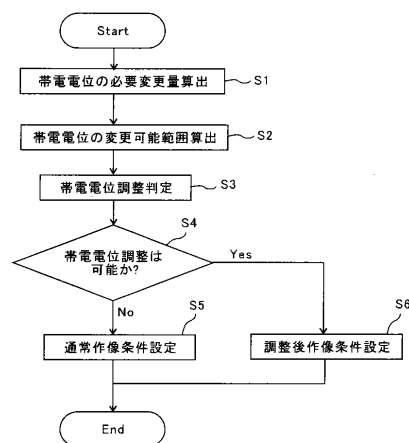 Start
帯電電位の必要変更量算出
S1
帯電電位の変更可能範囲算出
S2
帯電電位調整判定
S3
S4
帯電電位調整は
可能か?
Yes
No
S5
通常作像条件設定
S6
調整後作像条件設定
End